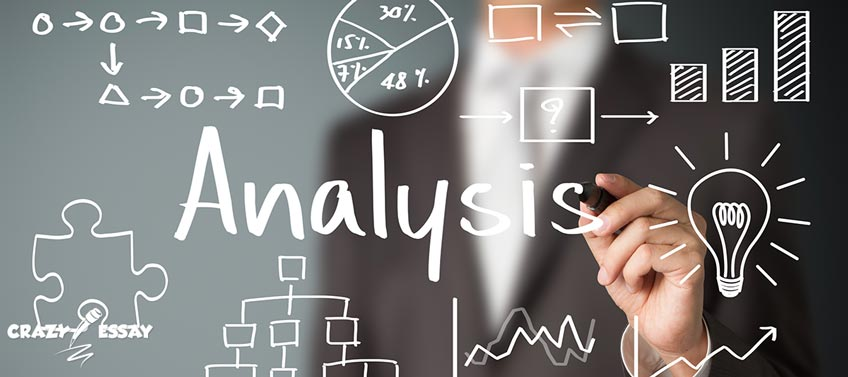 30%
15%
7%
48%
?
Analysis
CRAZY ESSAY